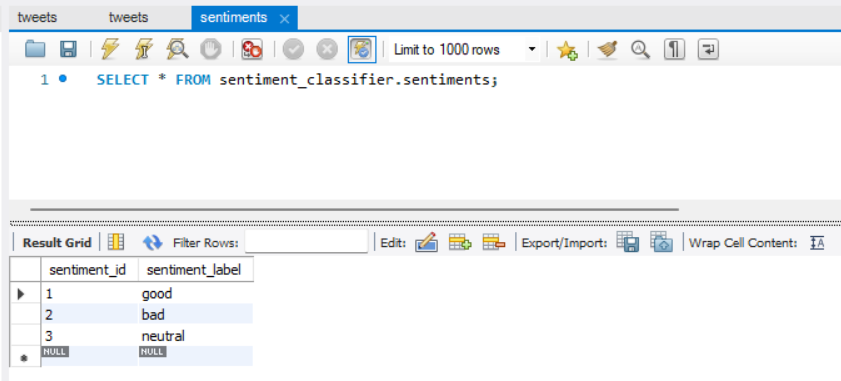 tweets tweets sentiments
Limit to 1000 rows
1 SELECT * FROM sentiment_classifier.sentiments;
Result Grid Filter Rows: Edit: Export/Import: Wrap Cell Content:
sentiment_id sentiment_label
1 good
2 bad
3 neutral
NULL NULL